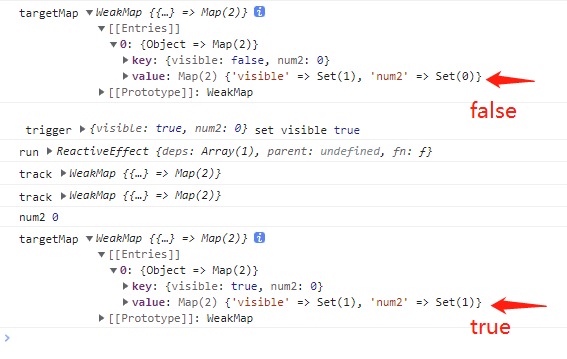 targetMap ▼WeakMap {{…} => Map(2)} i
▼[[Entries]]
▼0: {Object => Map(2)}
▶key: {visible: false, num2: 0}
▶value: Map(2) {'visible' => Set(1), 'num2' => Set(0)}
▶[[Prototype]]: WeakMap
false
trigger ▶{visible: true, num2: 0} set visible true
run ▶ReactiveEffect {deps: Array(1), parent: undefined, fn: ƒ}
track ▶WeakMap {{…} => Map(2)}
track ▶WeakMap {{…} => Map(2)}
num2 0
targetMap ▼WeakMap {{…} => Map(2)} i
▼[[Entries]]
▼0: {Object => Map(2)}
▶key: {visible: true, num2: 0}
▶value: Map(2) {'visible' => Set(1), 'num2' => Set(1)}
▶[[Prototype]]: WeakMap
true